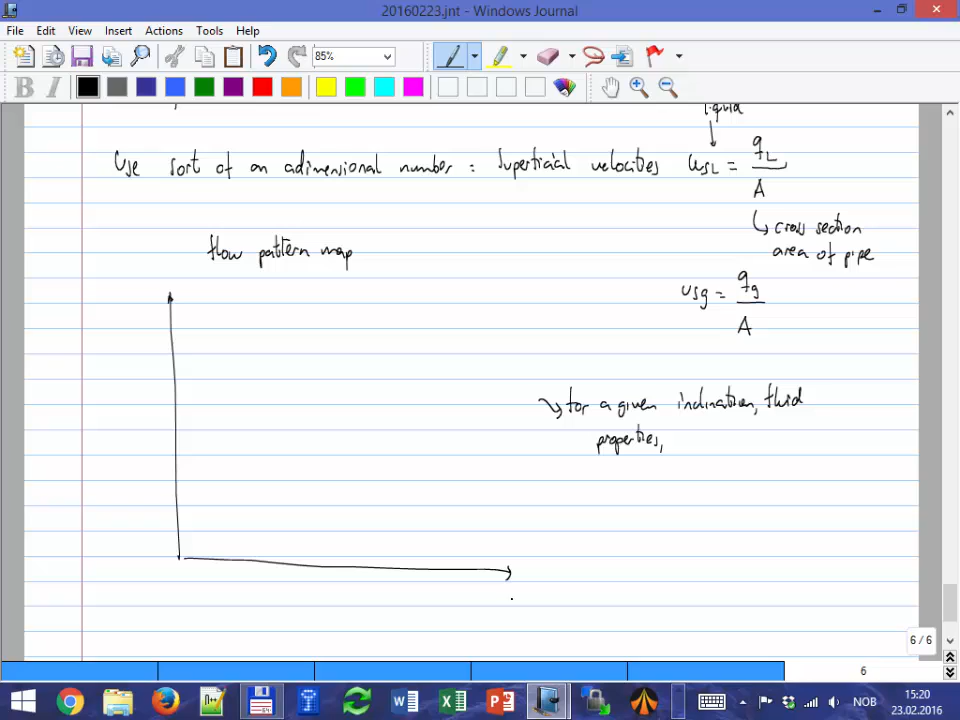 20160223.jnt - Windows Journal
File Edit View Insert Actions Tools Help
85%
B I
liquid
Use sort of an adimensional number : Superficial velocities usL = qL
A
cross section
area of pipe
flow pattern map
usg = qg
A
for a given inclination, fluid
properties,
6 / 6
6
15:20
NOB
23.02.2016